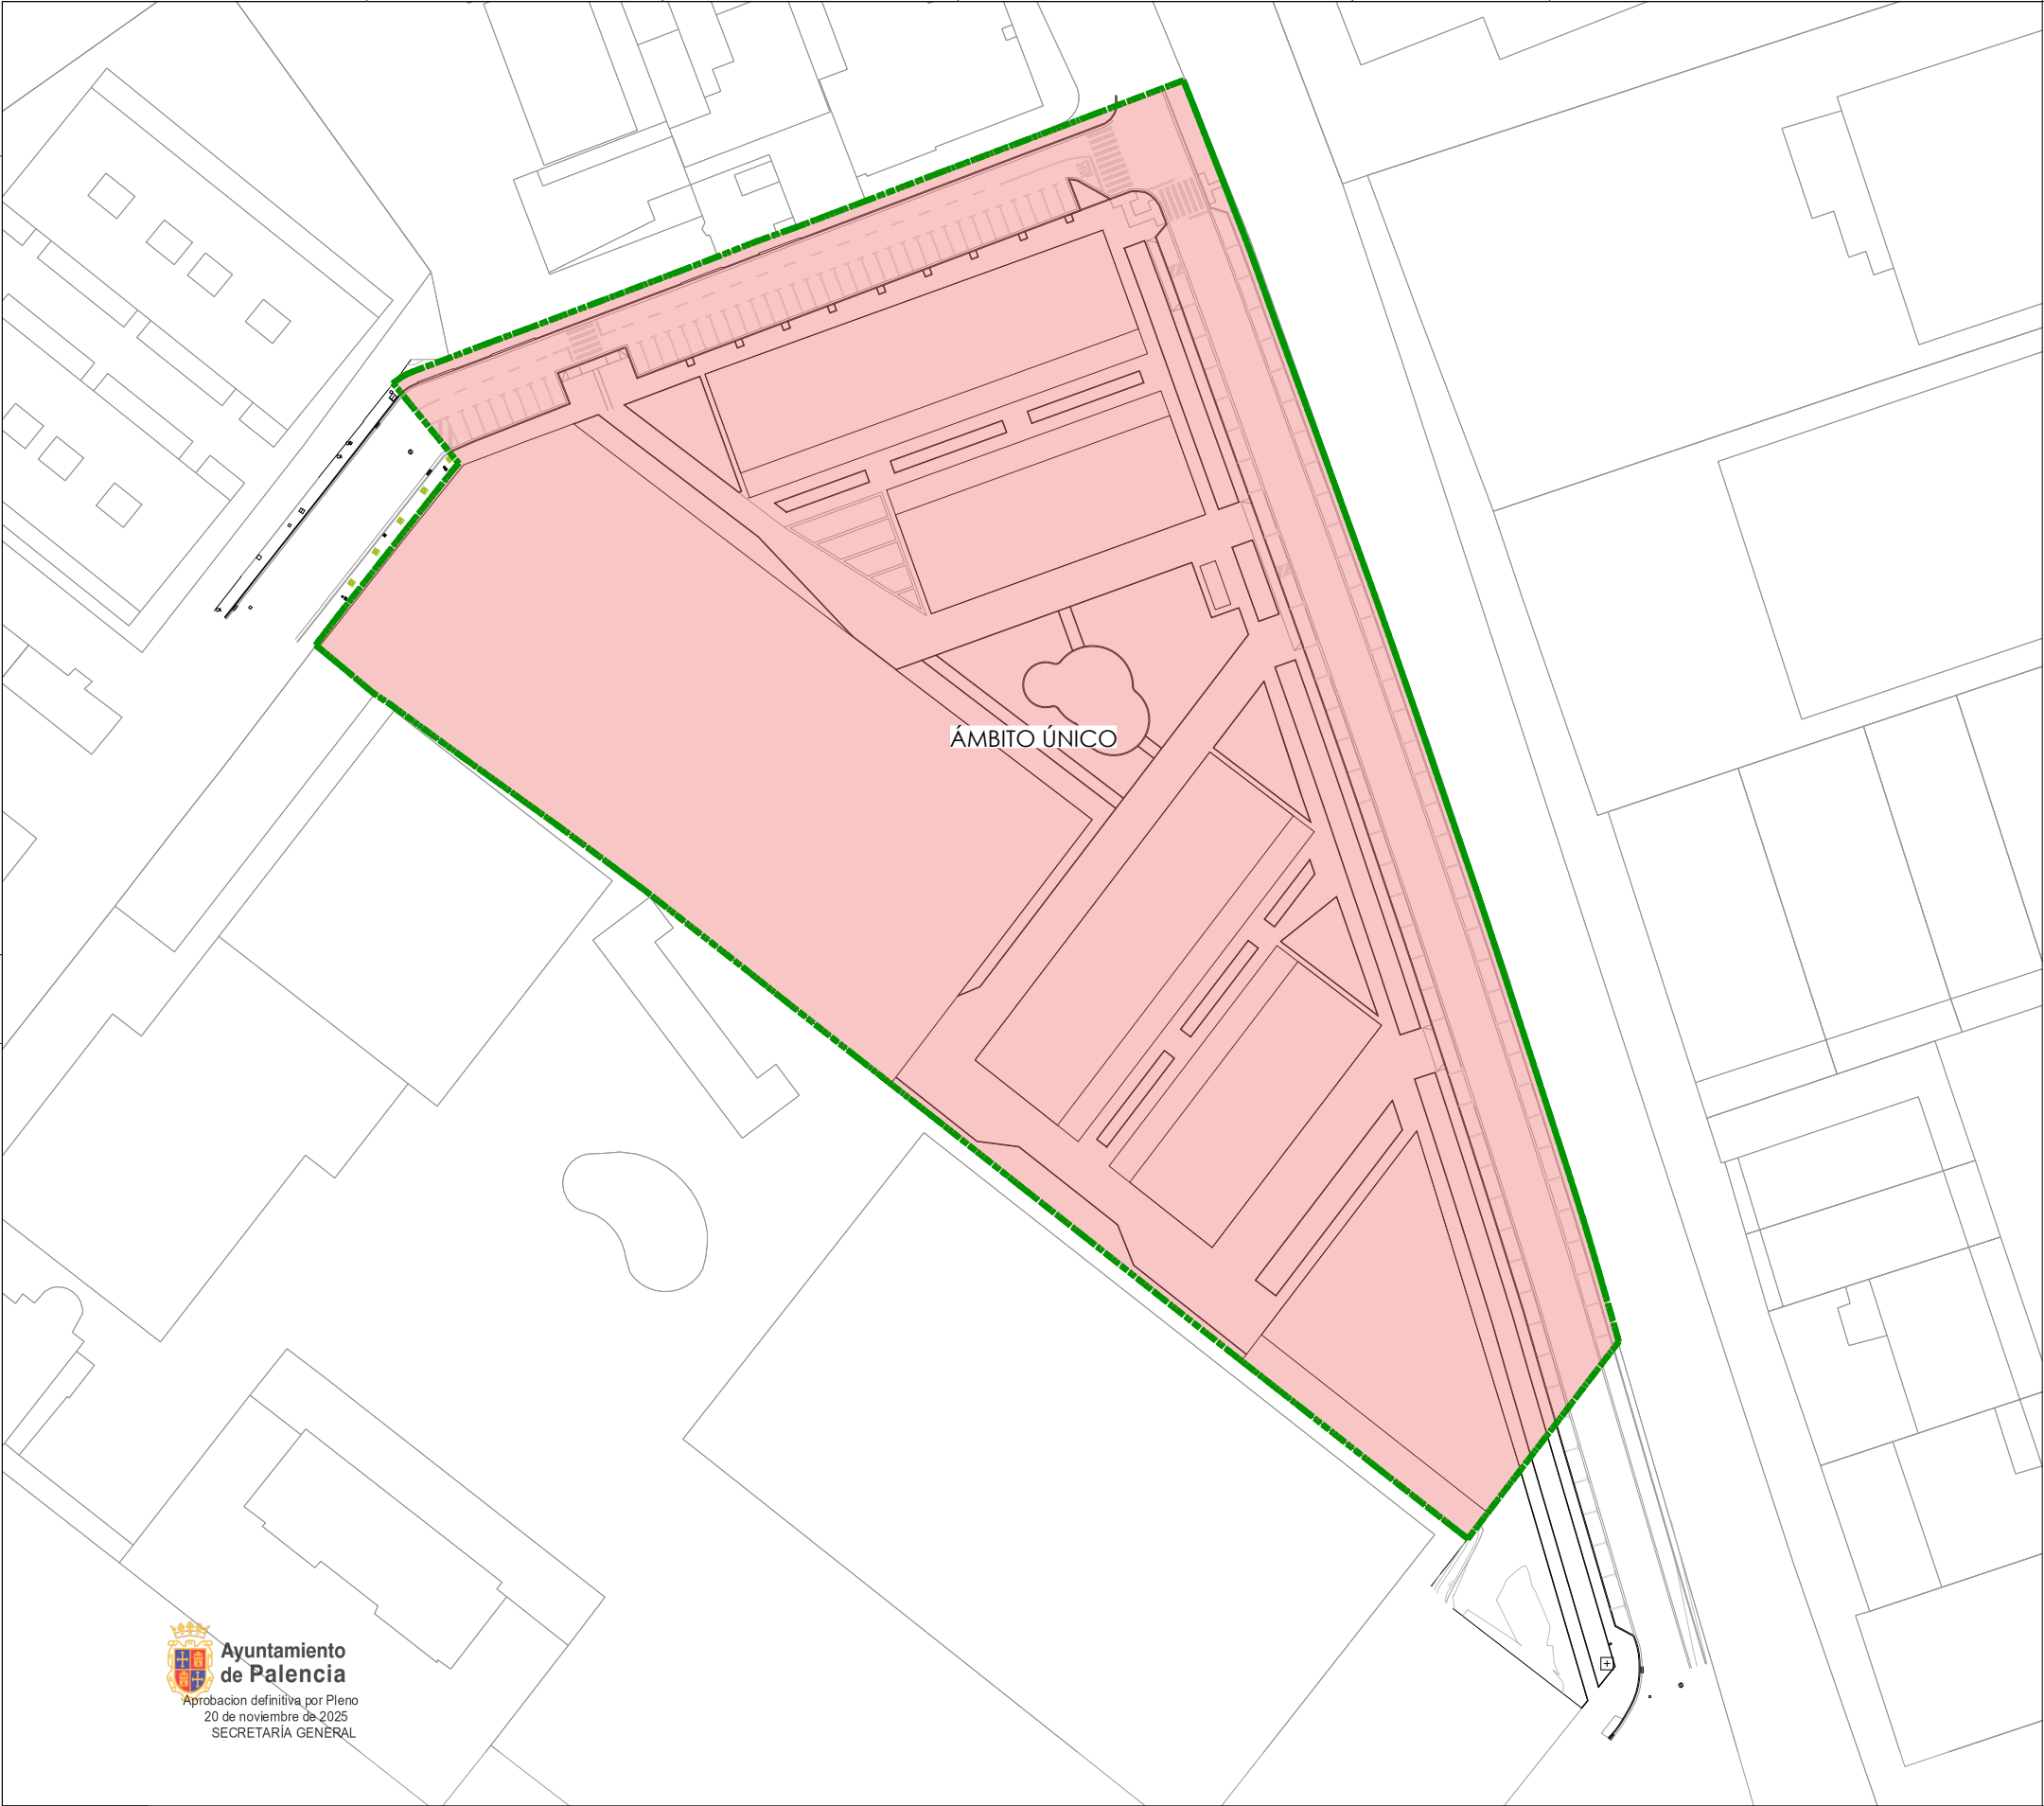 ÁMBITO ÚNICO
Ayuntamiento
de Palencia
Aprobacion definitiva por Pleno
20 de noviembre de 2025
SECRETARÍA GENERAL